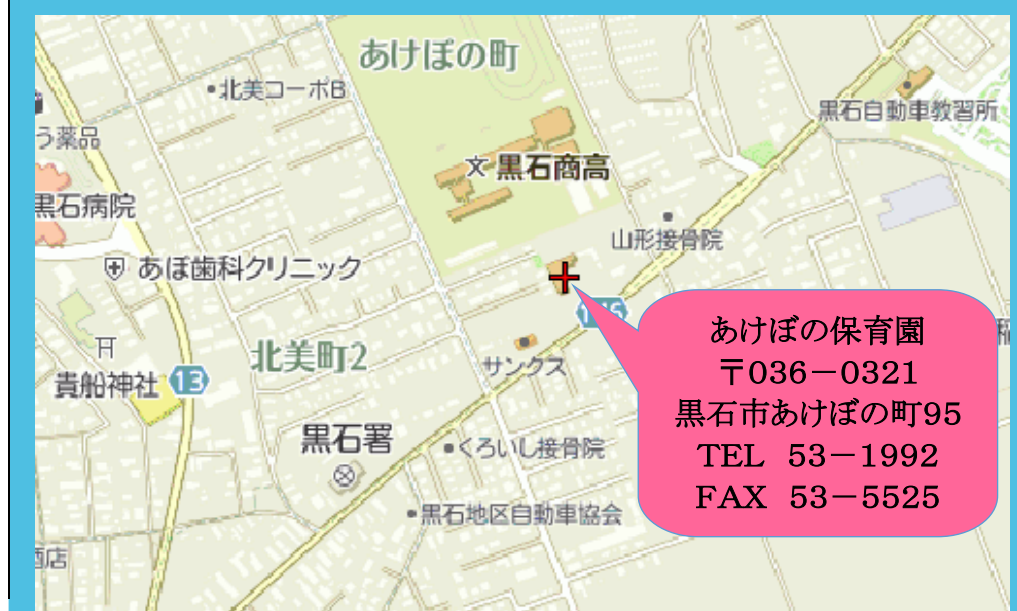 あけぼの町
北美コーポB
黒石自動車教習所
う薬品
文 黒石商高
黒石病院
山形接骨院
あぼ歯科クリニック
あけぼの保育園
〒036－0321
黒石市あけぼの町95
TEL 53－1992
FAX 53－5525
北美町2
サンクス
貴船神社
13
黒石署
くろいし接骨院
黒石地区自動車協会
酒店